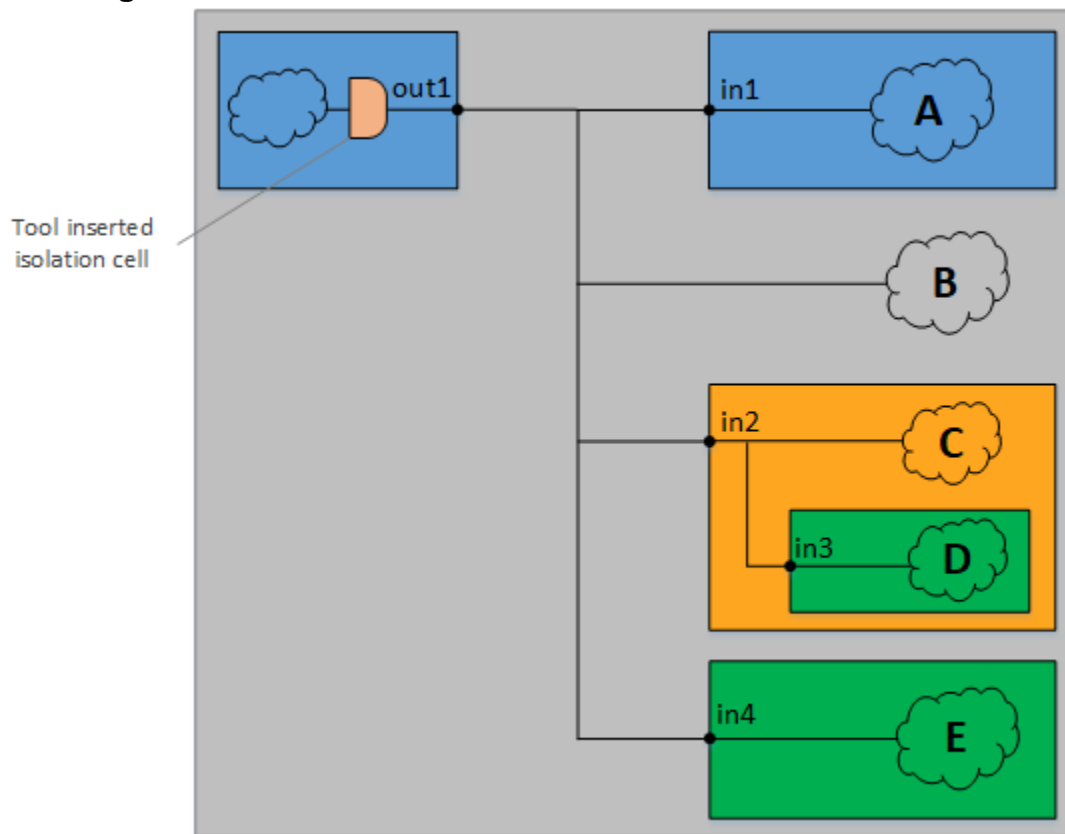 out1
in1
A
Tool inserted
isolation cell
B
in2
C
in3
D
in4
E